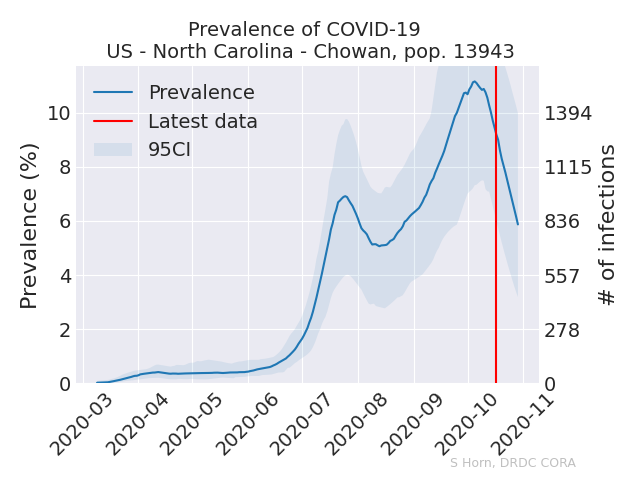 Prevalence of COVID-19
US - North Carolina - Chowan, pop. 13943
Prevalence
Latest data
95CI
Prevalence (%)
10
8
6
4
2
0
1394
1115
836
557
278
0
# of infections
2020-03
2020-04
2020-05
2020-06
2020-07
2020-08
2020-09
2020-10
2020-11
S Horn, DRDC CORA